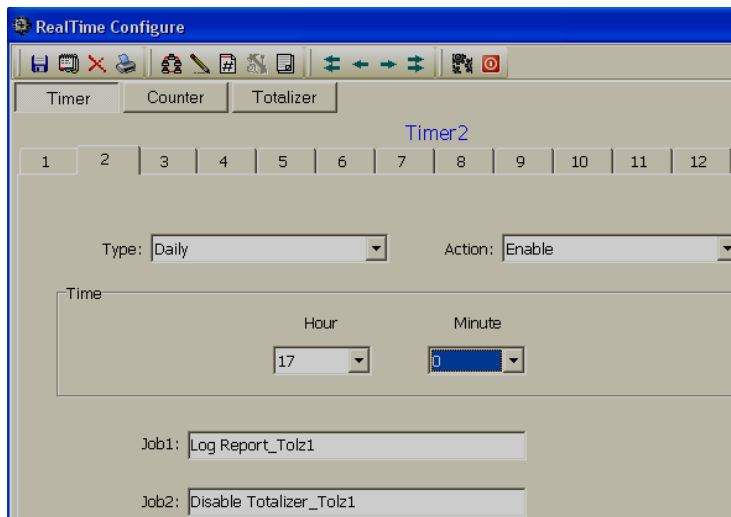 RealTime Configure
Timer Counter Totalizer
Timer2
1 2 3 4 5 6 7 8 9 10 11 12
Type: Daily Action: Enable
Time
Hour Minute
17 0
Job1: Log Report_Tolz1
Job2: Disable Totalizer_Tolz1